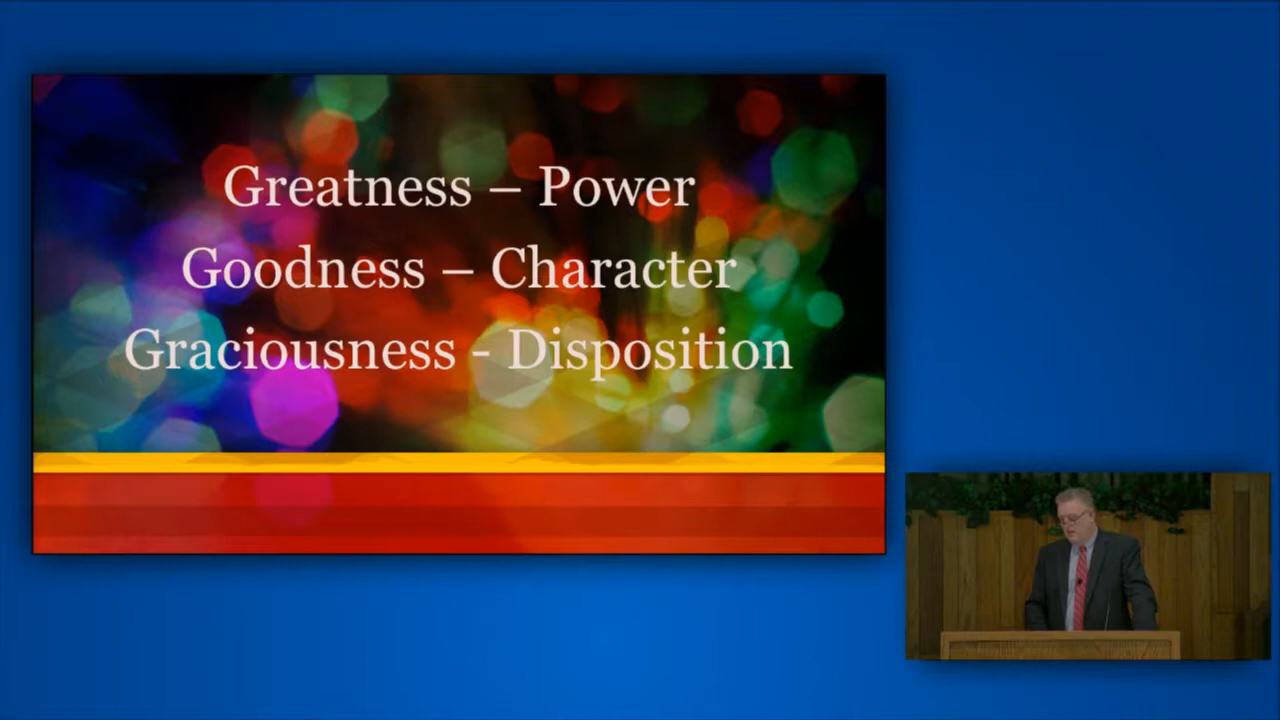 Greatness – Power
Goodness – Character
Graciousness - Disposition